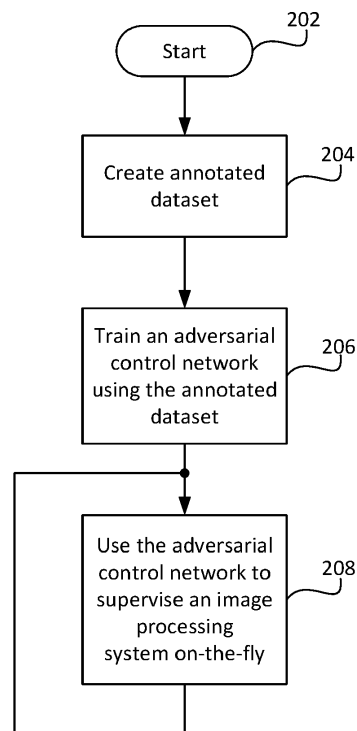 Start
202
Create annotated
dataset
204
Train an adversarial
control network
using the annotated
dataset
206
Use the adversarial
control network to
supervise an image
processing
system on-the-fly
208